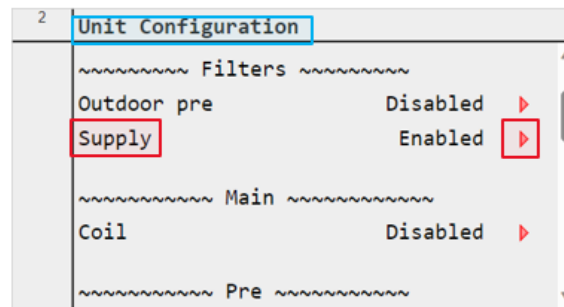 2
Unit Configuration
~~~~~~~~~ Filters ~~~~~~~~~
Outdoor pre Disabled
Supply Enabled
~~~~~~~~~~~ Main ~~~~~~~~~~~~
Coil Disabled
~~~~~~~~~~~ Pre ~~~~~~~~~~~